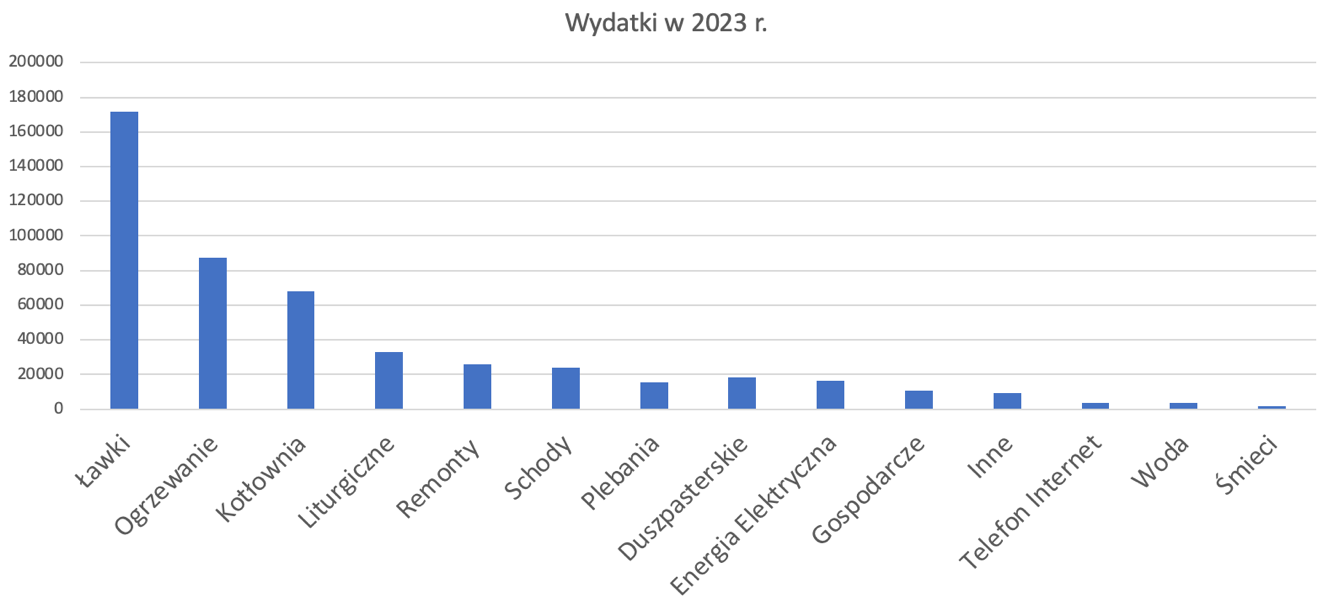 Wydatki w 2023 r.
200000
180000
160000
140000
120000
100000
80000
60000
40000
20000
0
Ławki
Ogrzewanie
Kotłownia
Liturgiczne
Remonty
Schody
Plebania
Duszpasterskie
Energia Elektryczna
Gospodarcze
Inne
Telefon Internet
Woda
Śmieci